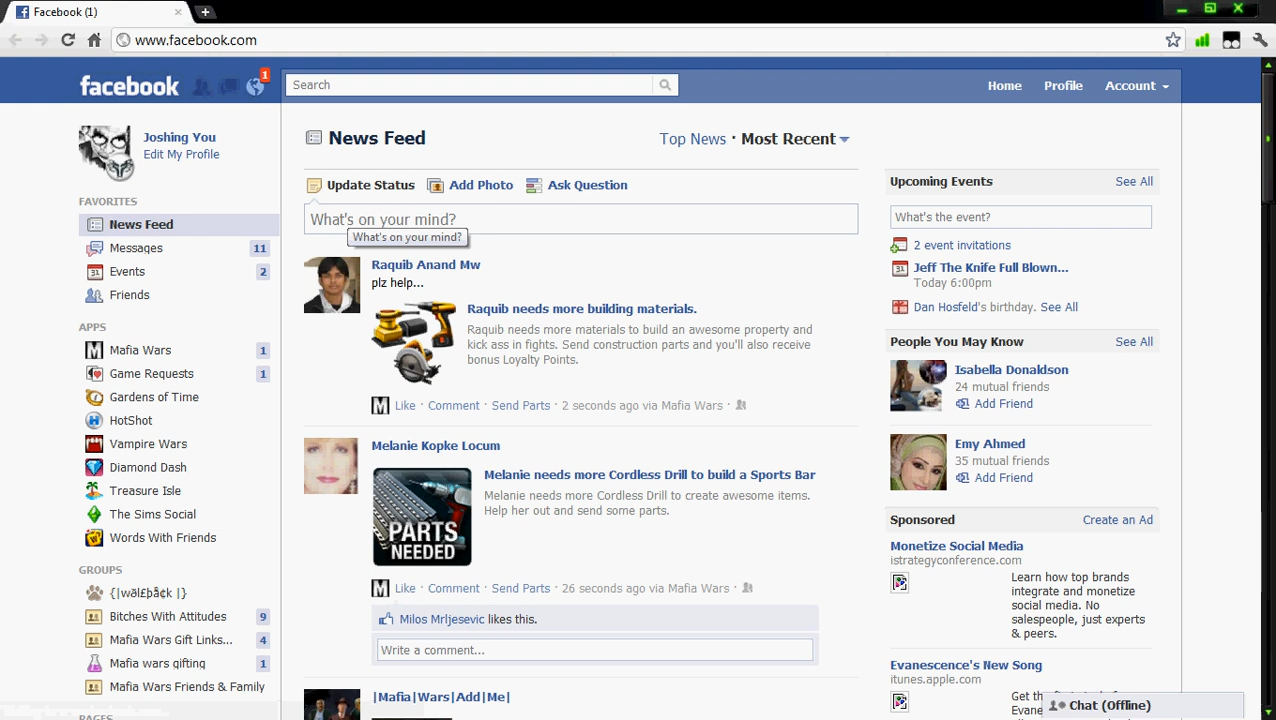 Facebook (1)
www.facebook.com
facebook
1
Search
Home
Profile
Account
Joshing You
Edit My Profile
FAVORITES
News Feed
Messages 11
Events 2
Friends
APPS
Mafia Wars 1
Game Requests 1
Gardens of Time
HotShot
Vampire Wars
Diamond Dash
Treasure Isle
The Sims Social
Words With Friends
GROUPS
{|wäl£þå¢k |}
Bitches With Attitudes 9
Mafia Wars Gift Links... 4
Mafia wars gifting 1
Mafia Wars Friends & Family
PAGES
News Feed
Top News · Most Recent
Update Status
Add Photo
Ask Question
What's on your mind?
What's on your mind?
Raquib Anand Mw
plz help...
Raquib needs more building materials.
Raquib needs more materials to build an awesome property and
kick ass in fights. Send construction parts and you'll also receive
bonus Loyalty Points.
Like · Comment · Send Parts · 2 seconds ago via Mafia Wars ·
Melanie Kopke Locum
PARTS
NEEDED
Melanie needs more Cordless Drill to build a Sports Bar
Melanie needs more Cordless Drill to create awesome items.
Help her out and send some parts.
Like · Comment · Send Parts · 26 seconds ago via Mafia Wars ·
Milos Mrljesevic likes this.
Write a comment...
|Mafia|Wars|Add|Me|
Upcoming Events
See All
What's the event?
2 event invitations
Jeff The Knife Full Blown...
Today 6:00pm
Dan Hosfeld's birthday. See All
People You May Know
See All
Isabella Donaldson
24 mutual friends
Add Friend
Emy Ahmed
35 mutual friends
Add Friend
Sponsored
Create an Ad
Monetize Social Media
istrategyconference.com
Learn how top brands
integrate and monetize
social media. No
salespeople, just experts
& peers.
Evanescence's New Song
itunes.apple.com
Get the
Chat (Offline)